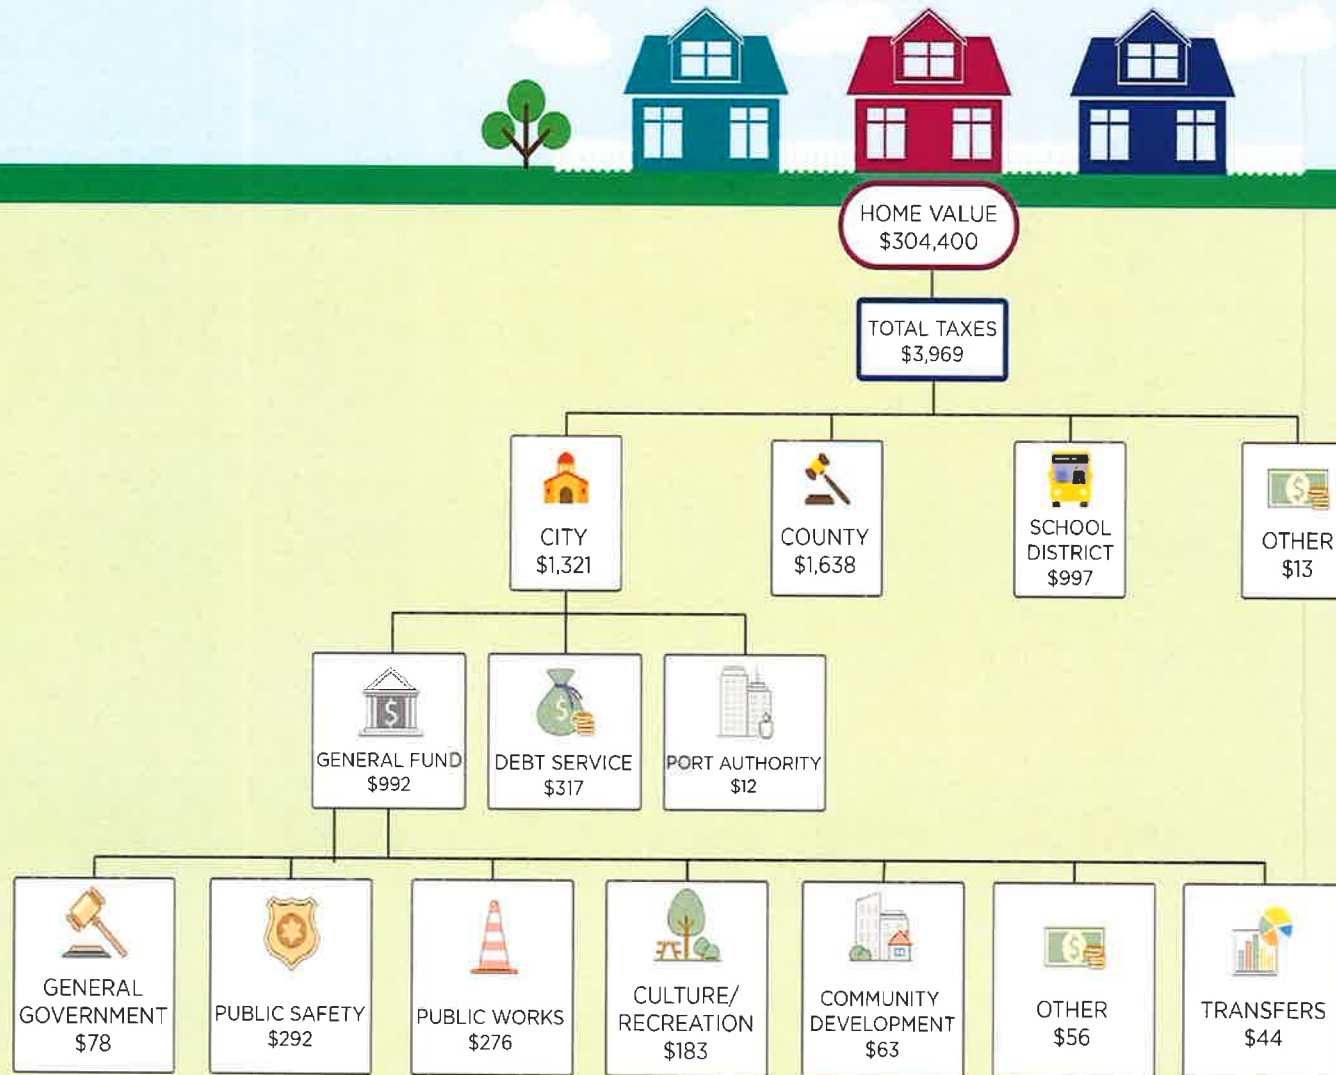 HOME VALUE
$304,400
TOTAL TAXES
$3,969
CITY
$1,321
COUNTY
$1,638
SCHOOL
DISTRICT
$997
OTHER
$13
GENERAL FUND
$992
DEBT SERVICE
$317
PORT AUTHORITY
$12
GENERAL
GOVERNMENT
$78
PUBLIC SAFETY
$292
PUBLIC WORKS
$276
CULTURE/
RECREATION
$183
COMMUNITY
DEVELOPMENT
$63
OTHER
$56
TRANSFERS
$44